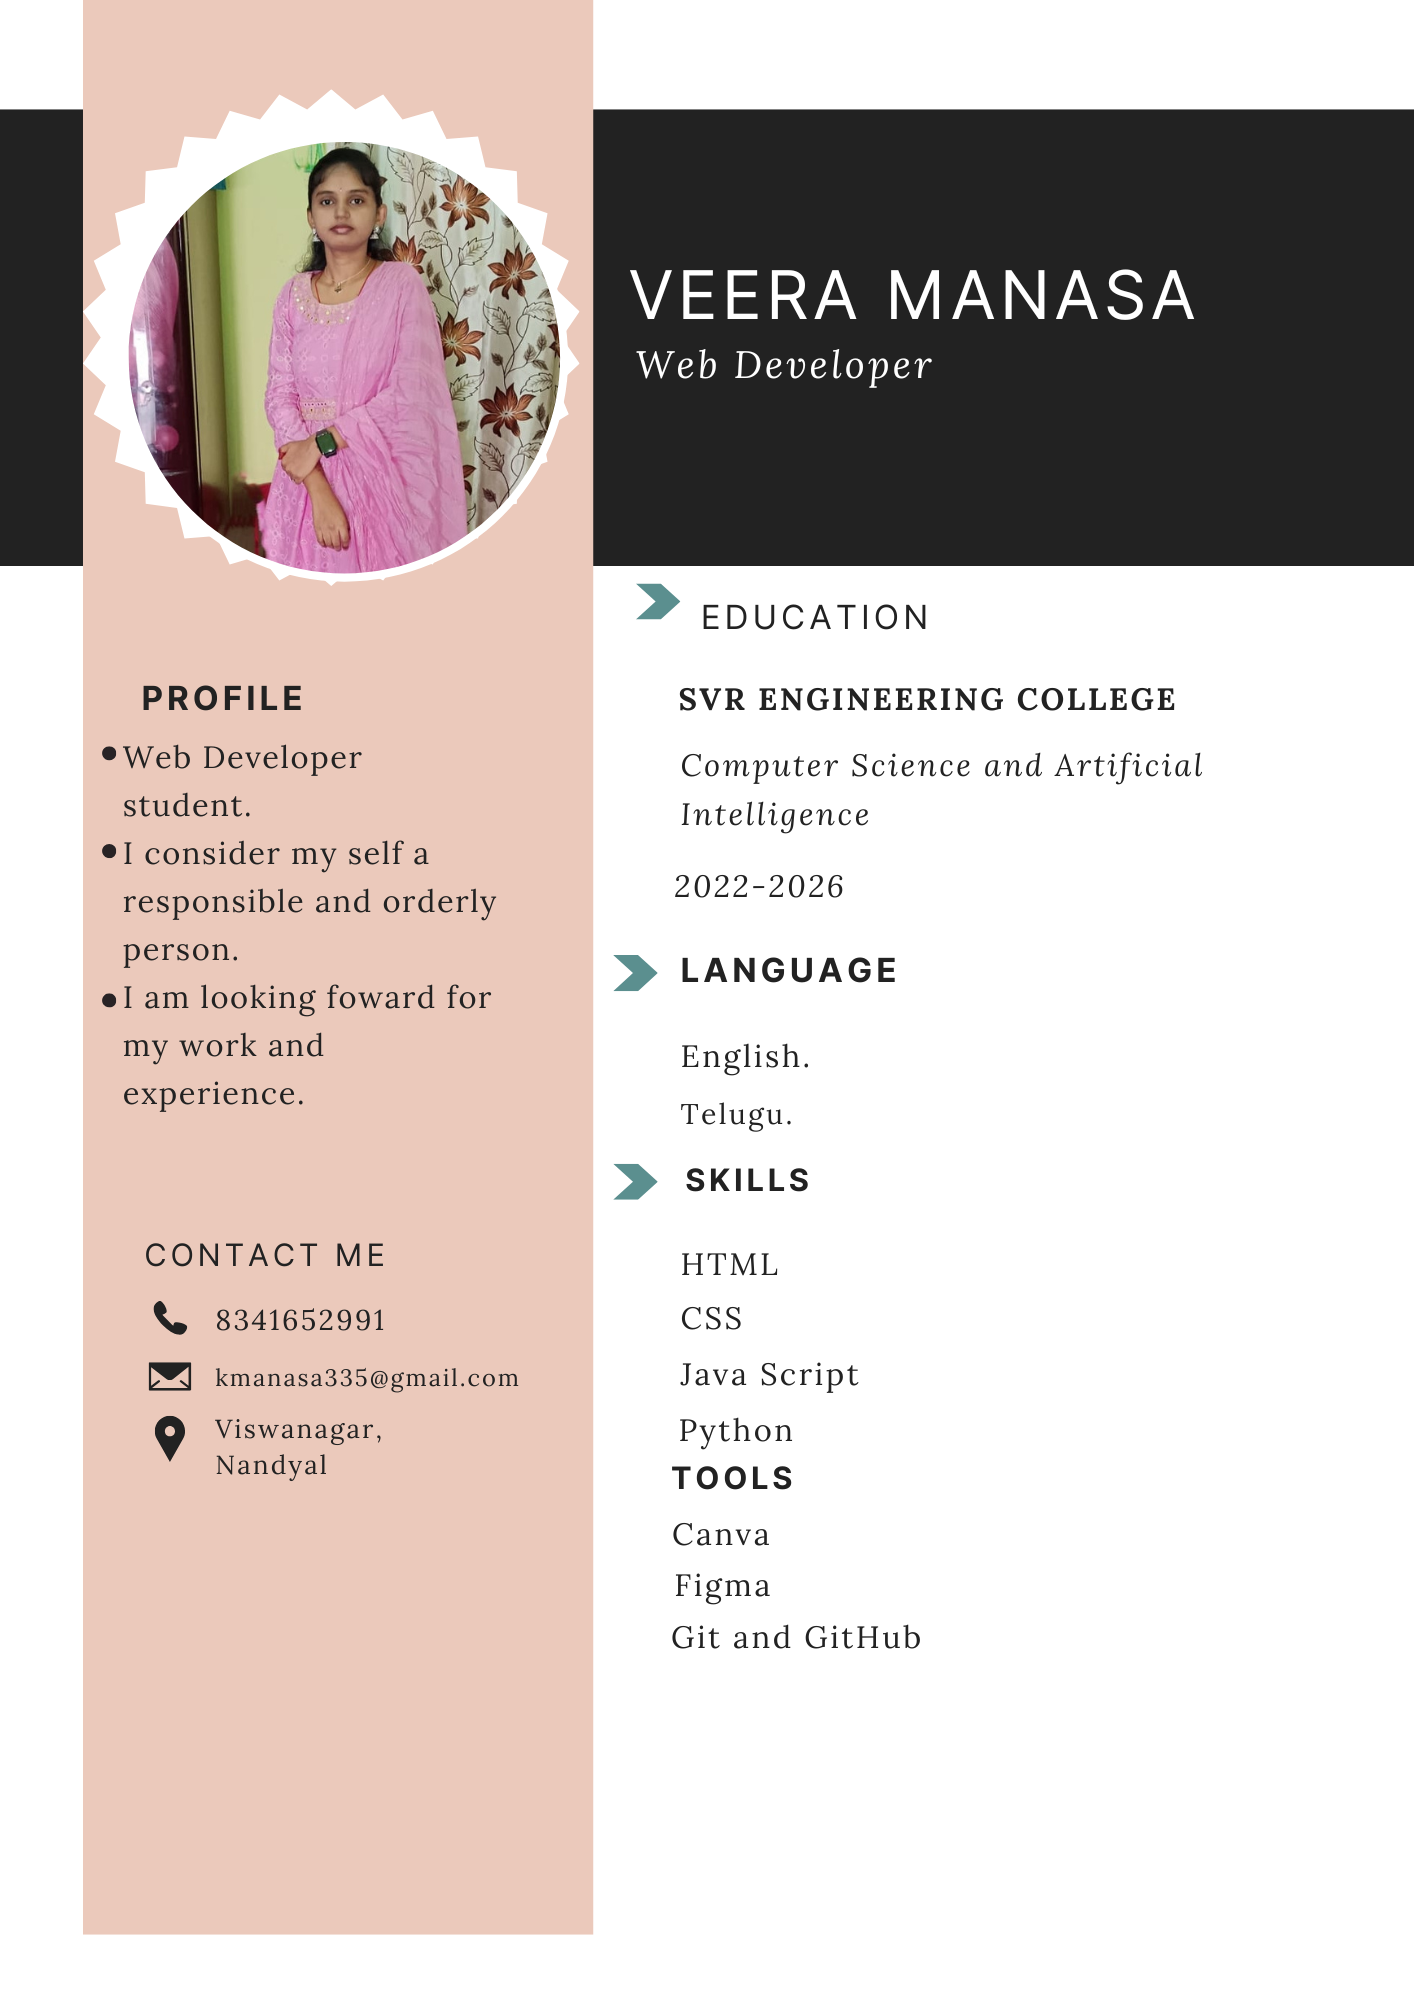 VEERA MANASA
Web Developer
PROFILE
Web Developer
student.
I consider my self a
responsible and orderly
person.
I am looking foward for
my work and
experience.
CONTACT ME
8341652991
kmanasa335@gmail.com
Viswanagar,
Nandyal
EDUCATION
SVR ENGINEERING COLLEGE
Computer Science and Artificial
Intelligence
2022-2026
LANGUAGE
English.
Telugu.
SKILLS
HTML
CSS
Java Script
Python
TOOLS
Canva
Figma
Git and GitHub